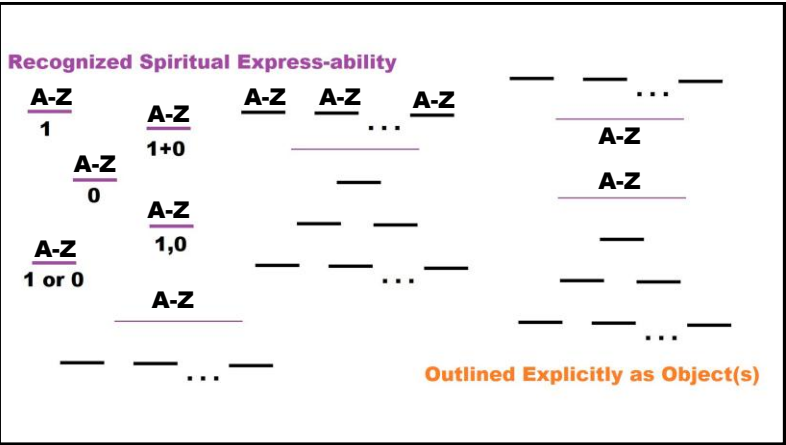 Recognized Spiritual Express-ability
A-Z
1
A-Z
1+0
A-Z
0
A-Z
1,0
A-Z
1 or 0
A-Z
...
A-Z A-Z ... A-Z
...
...
A-Z
A-Z
...
Outlined Explicitly as Object(s)